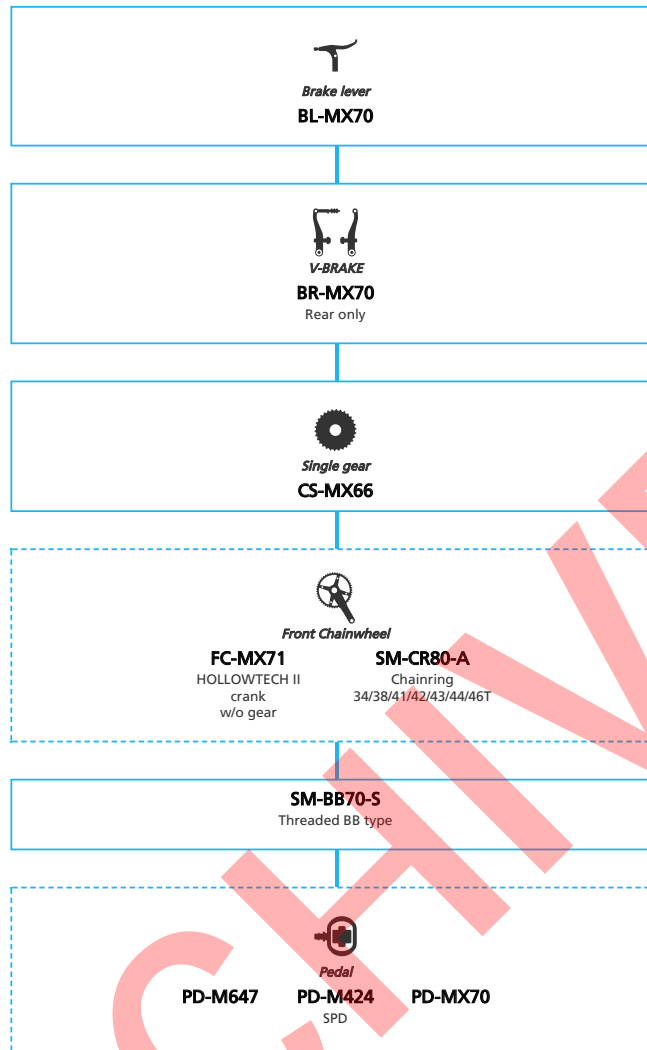 Brake lever
BL-MX70
V-BRAKE
BR-MX70
Rear only
Single gear
CS-MX66
Front Chainwheel
FC-MX71
HOLLOWTECH II
crank
w/o gear
SM-CR80-A
Chainring
34/38/41/42/43/44/46T
SM-BB70-S
Threaded BB type
Pedal
PD-M647 PD-M424 PD-MX70
SPD
CHIV